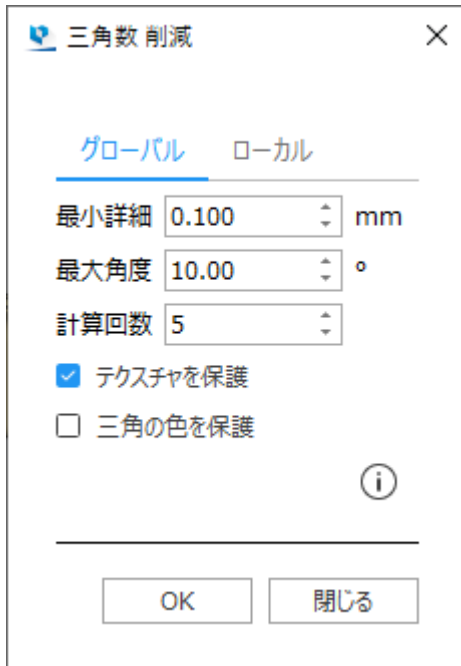 三角数 削減
グローバル ローカル
最小詳細 0.100 mm
最大角度 10.00 °
計算回数 5
テクスチャを保護
三角の色を保護
i
OK 閉じる